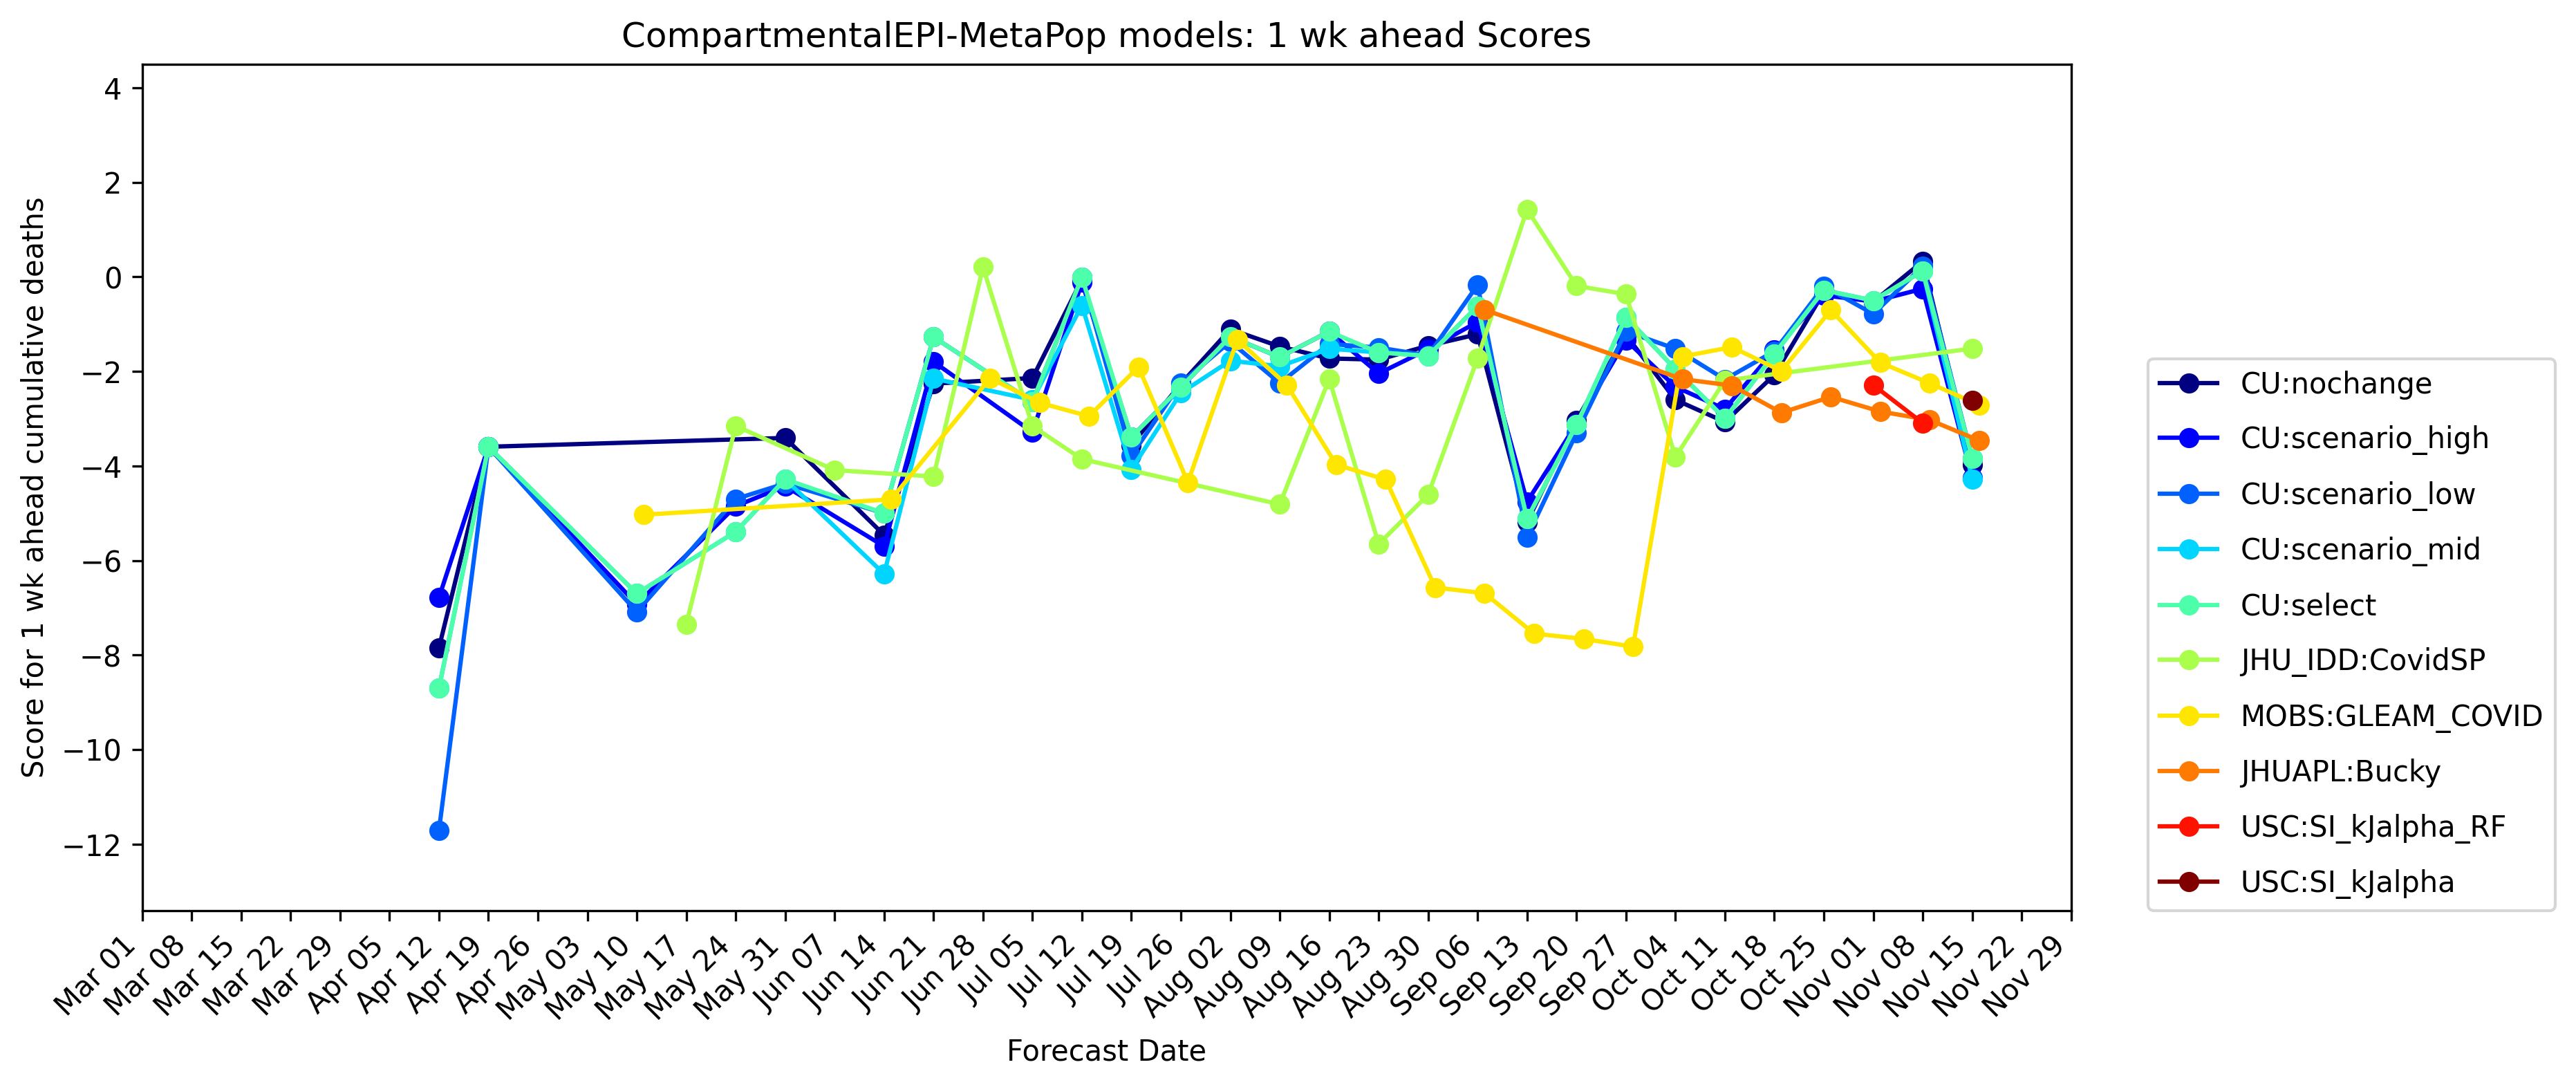 CompartmentalEPI-MetaPop models: 1 wk ahead Scores
Score for 1 wk ahead cumulative deaths
4
2
0
−2
−4
−6
−8
−10
−12
Mar 01
Mar 08
Mar 15
Mar 22
Mar 29
Apr 05
Apr 12
Apr 19
Apr 26
May 03
May 10
May 17
May 24
May 31
Jun 07
Jun 14
Jun 21
Jun 28
Jul 05
Jul 12
Jul 19
Jul 26
Aug 02
Aug 09
Aug 16
Aug 23
Aug 30
Sep 06
Sep 13
Sep 20
Sep 27
Oct 04
Oct 11
Oct 18
Oct 25
Nov 01
Nov 08
Nov 15
Nov 22
Nov 29
Forecast Date
CU:nochange
CU:scenario_high
CU:scenario_low
CU:scenario_mid
CU:select
JHU_IDD:CovidSP
MOBS:GLEAM_COVID
JHUAPL:Bucky
USC:SI_kJalpha_RF
USC:SI_kJalpha